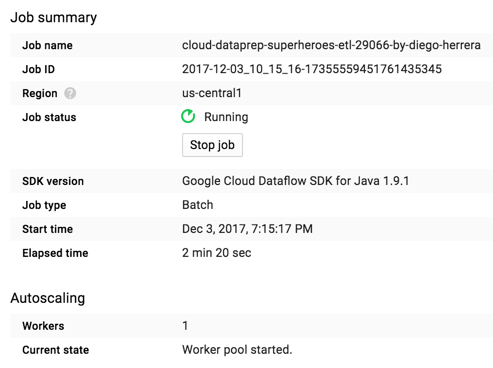 Job summary
Job name cloud-dataprep-superheroes-etl-29066-by-diego-herrera
Job ID 2017-12-03_10_15_16-17355559451761435345
Region ? us-central1
Job status Running
Stop job
SDK version Google Cloud Dataflow SDK for Java 1.9.1
Job type Batch
Start time Dec 3, 2017, 7:15:17 PM
Elapsed time 2 min 20 sec
Autoscaling
Workers 1
Current state Worker pool started.